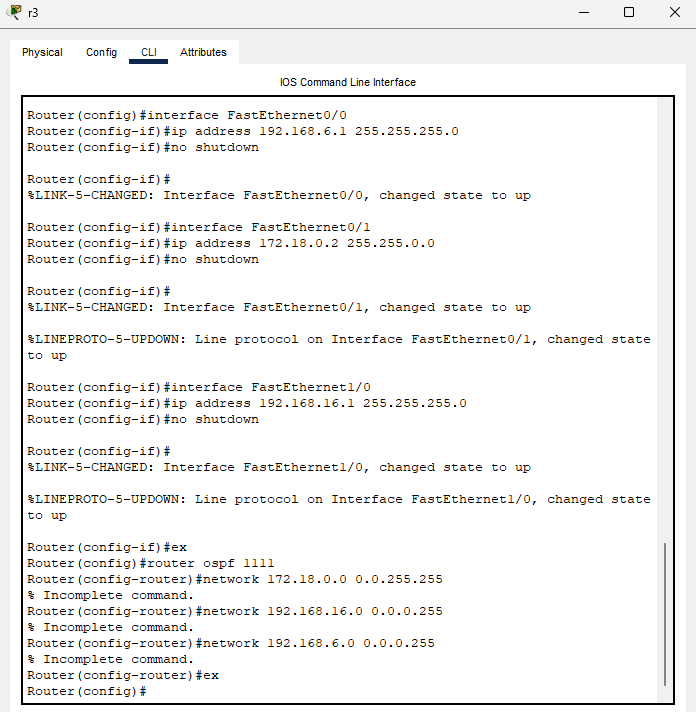 r3
Physical Config CLI Attributes
IOS Command Line Interface
Router(config)#interface FastEthernet0/0
Router(config-if)#ip address 192.168.6.1 255.255.255.0
Router(config-if)#no shutdown
Router(config-if)#
%LINK-5-CHANGED: Interface FastEthernet0/0, changed state to up
Router(config-if)#interface FastEthernet0/1
Router(config-if)#ip address 172.18.0.2 255.255.0.0
Router(config-if)#no shutdown
Router(config-if)#
%LINK-5-CHANGED: Interface FastEthernet0/1, changed state to up
%LINEPROTO-5-UPDOWN: Line protocol on Interface FastEthernet0/1, changed state
to up
Router(config-if)#interface FastEthernet1/0
Router(config-if)#ip address 192.168.16.1 255.255.255.0
Router(config-if)#no shutdown
Router(config-if)#
%LINK-5-CHANGED: Interface FastEthernet1/0, changed state to up
%LINEPROTO-5-UPDOWN: Line protocol on Interface FastEthernet1/0, changed state
to up
Router(config-if)#ex
Router(config)#router ospf 1111
Router(config-router)#network 172.18.0.0 0.0.255.255
% Incomplete command.
Router(config-router)#network 192.168.16.0 0.0.0.255
% Incomplete command.
Router(config-router)#network 192.168.6.0 0.0.0.255
% Incomplete command.
Router(config-router)#ex
Router(config)#